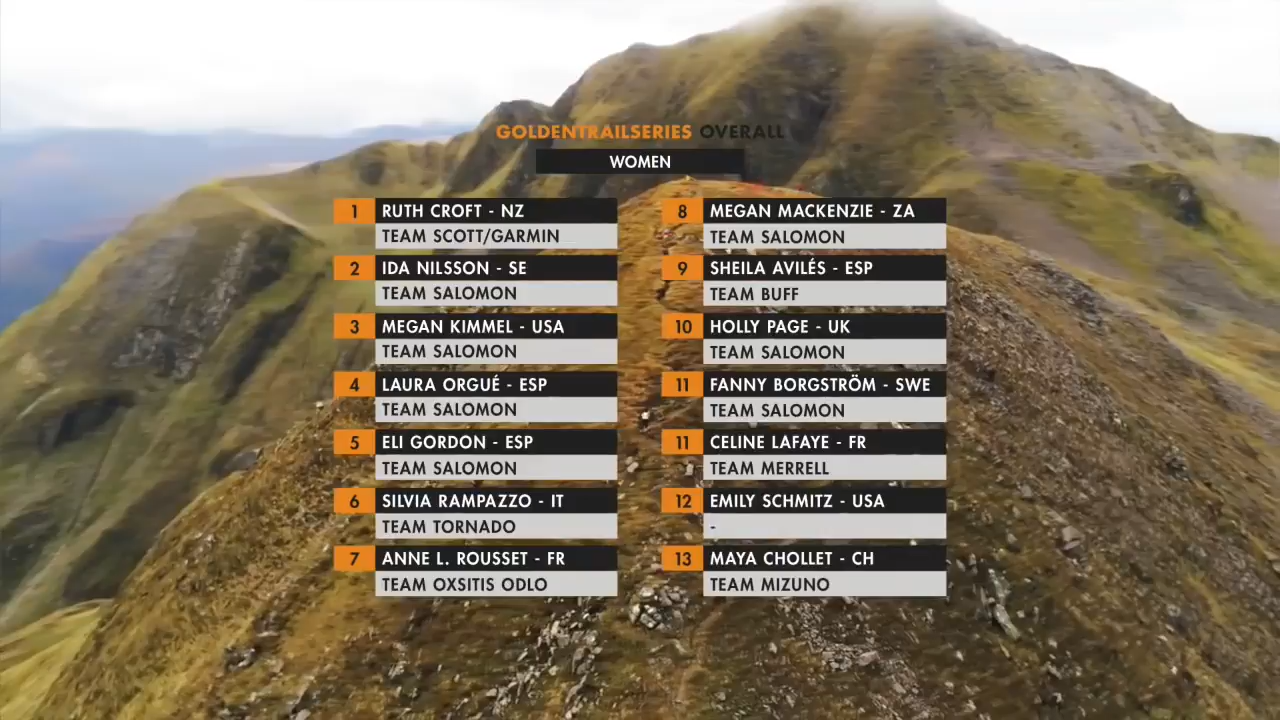 GOLDENTRAILSERIES OVERALL
WOMEN
1 RUTH CROFT - NZ
TEAM SCOTT/GARMIN
2 IDA NILSSON - SE
TEAM SALOMON
3 MEGAN KIMMEL - USA
TEAM SALOMON
4 LAURA ORGUÉ - ESP
TEAM SALOMON
5 ELI GORDON - ESP
TEAM SALOMON
6 SILVIA RAMPAZZO - IT
TEAM TORNADO
7 ANNE L. ROUSSET - FR
TEAM OXSITIS ODLO
8 MEGAN MACKENZIE - ZA
TEAM SALOMON
9 SHEILA AVILÉS - ESP
TEAM BUFF
10 HOLLY PAGE - UK
TEAM SALOMON
11 FANNY BORGSTRÖM - SWE
TEAM SALOMON
11 CELINE LAFAYE - FR
TEAM MERRELL
12 EMILY SCHMITZ - USA
-
13 MAYA CHOLLET - CH
TEAM MIZUNO